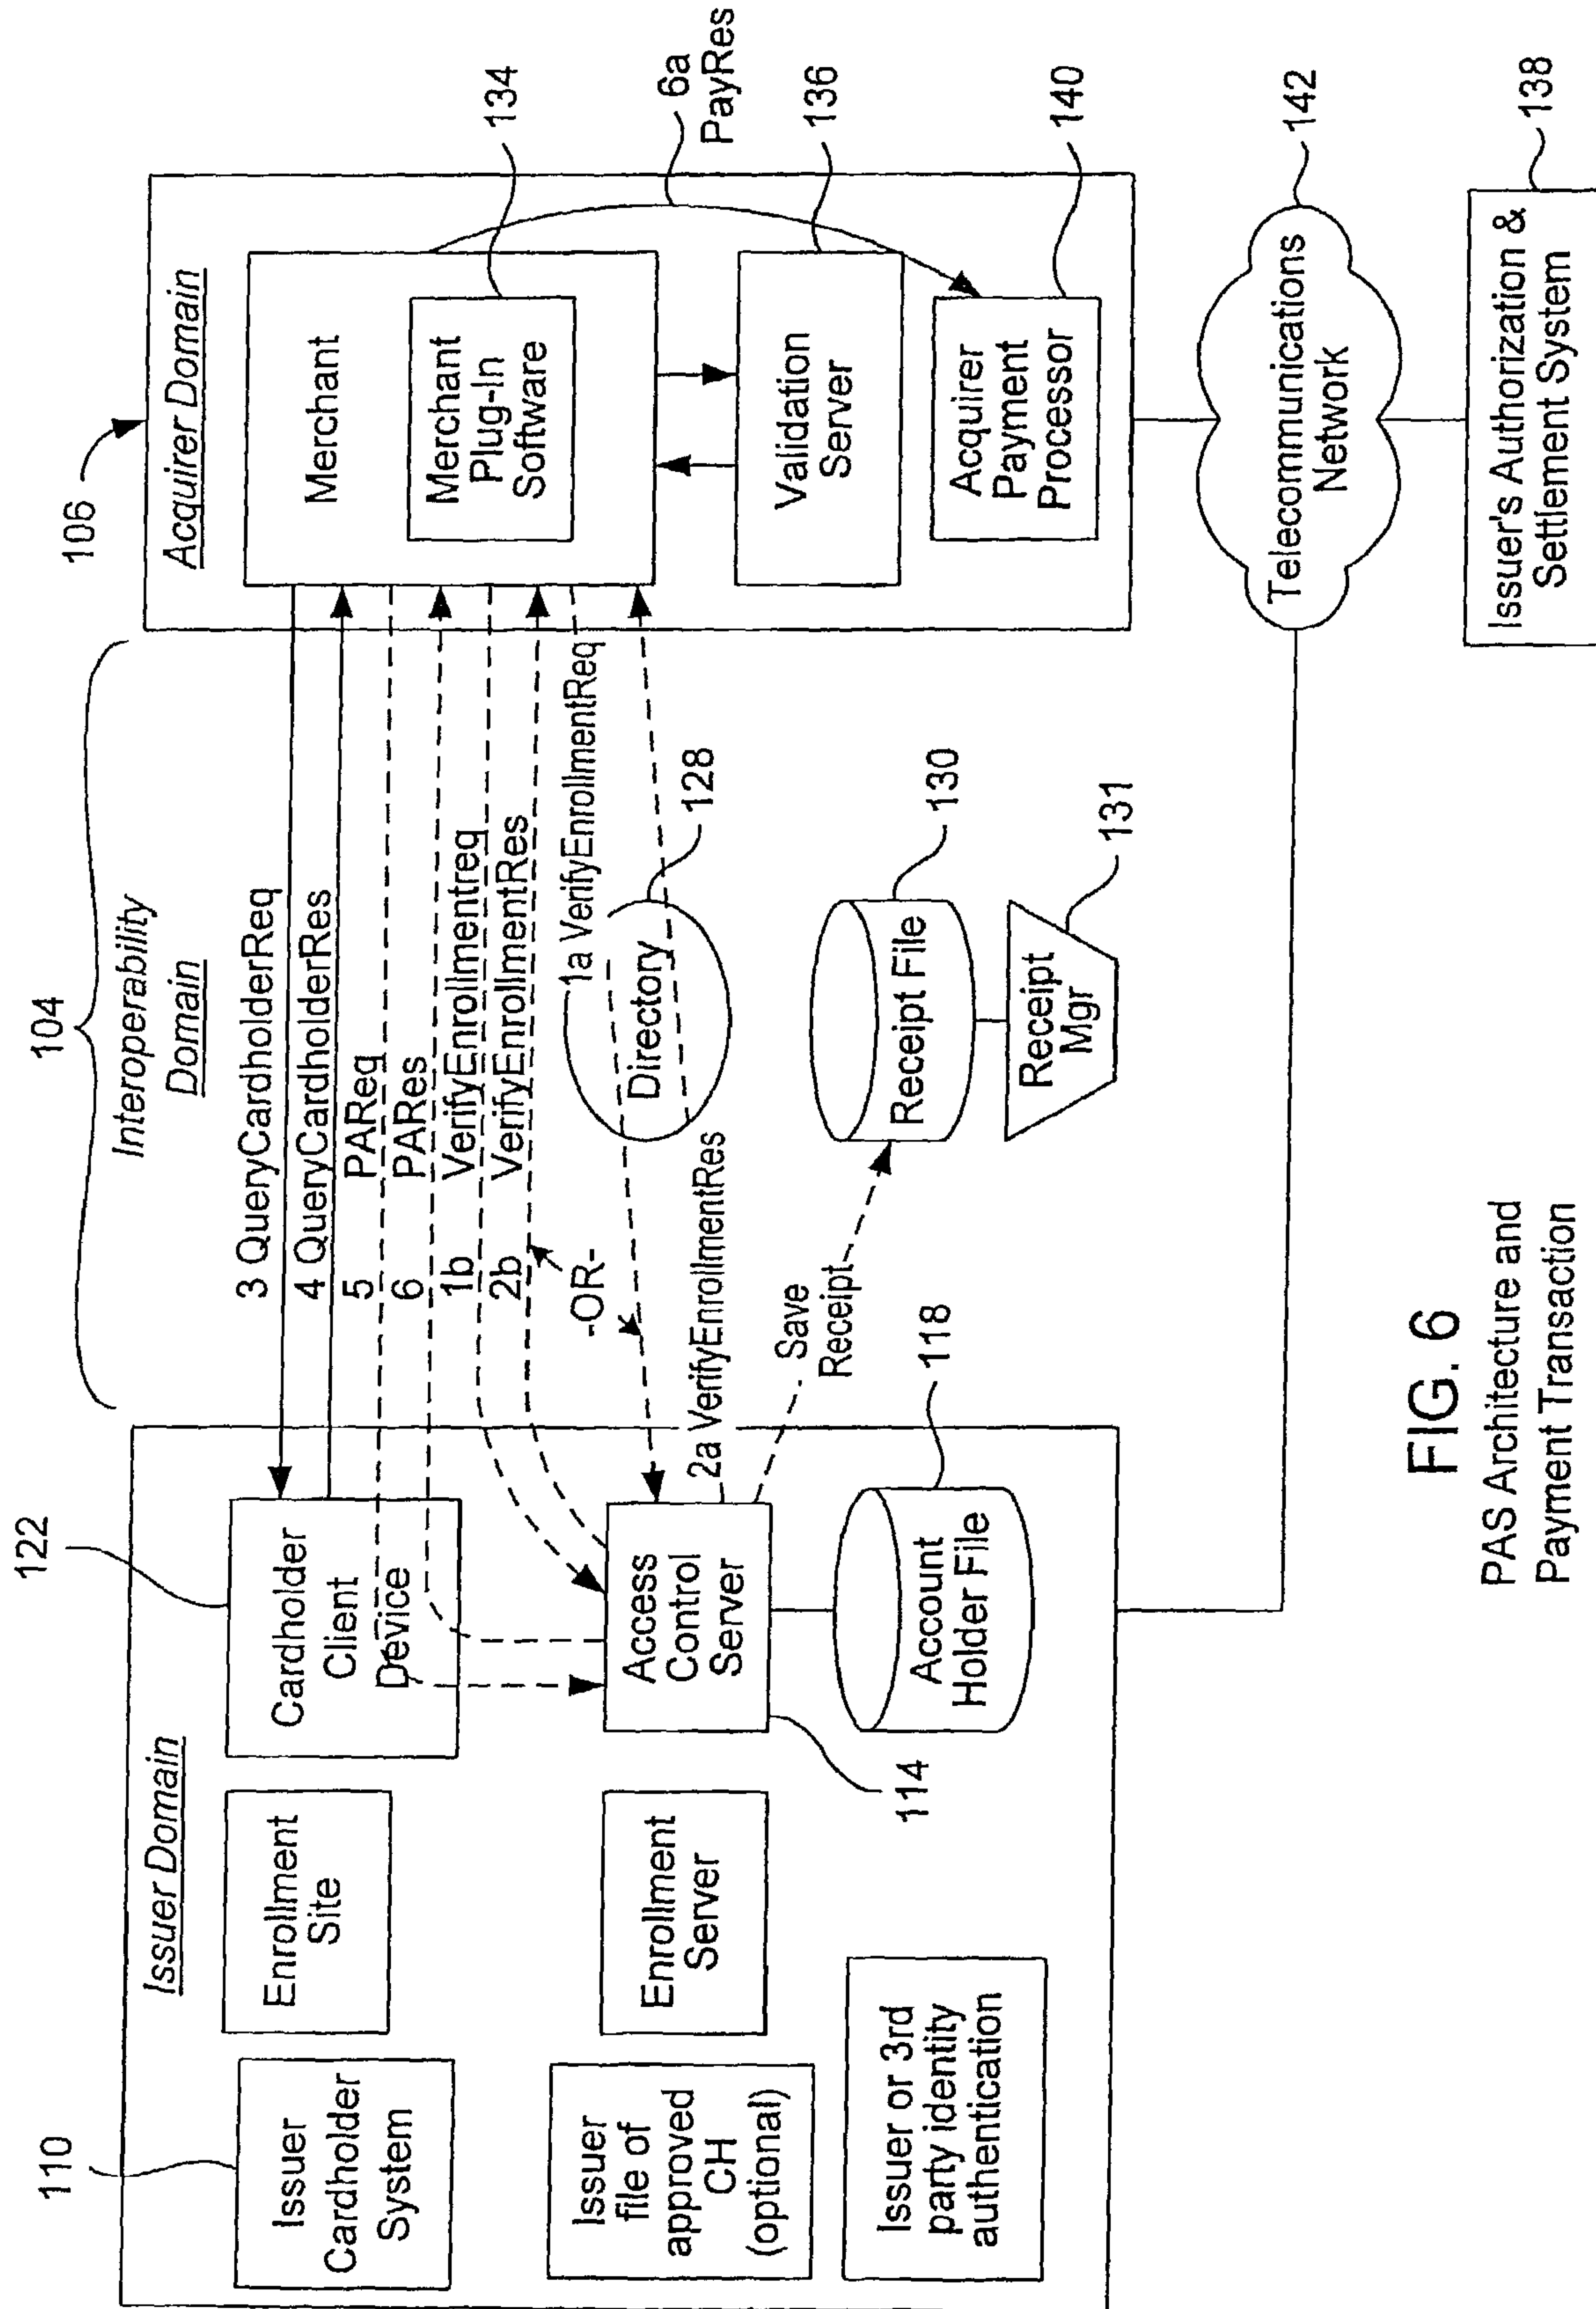 110
Issuer Domain
122
104
Interoperability
Domain
106
Acquirer Domain
Issuer
Cardholder
System
Enrollment
Site
Cardholder
Client
Device
3 QueryCardholderReq
4 QueryCardholderRes
5 PAReq
6 PARes
1b VerifyEnrollmentreq
2b VerifyEnrollmentRes
-OR-
1a VerifyEnrollmentReq
Merchant
Merchant
Plug-In
Software
134
6a
PayRes
Issuer
file of
approved
CH
(optional)
Enrollment
Server
Access
Control
Server
114
2a VerifyEnrollmentRes
Directory
128
Validation
Server
136
Save
Receipt
Receipt File
130
Receipt
Mgr
131
Acquirer
Payment
Processor
140
Issuer or 3rd
party identity
authentication
Account
Holder File
118
Telecommunications
Network
142
Issuer's Authorization &
Settlement System
138
FIG. 6
PAS Architecture and
Payment Transaction